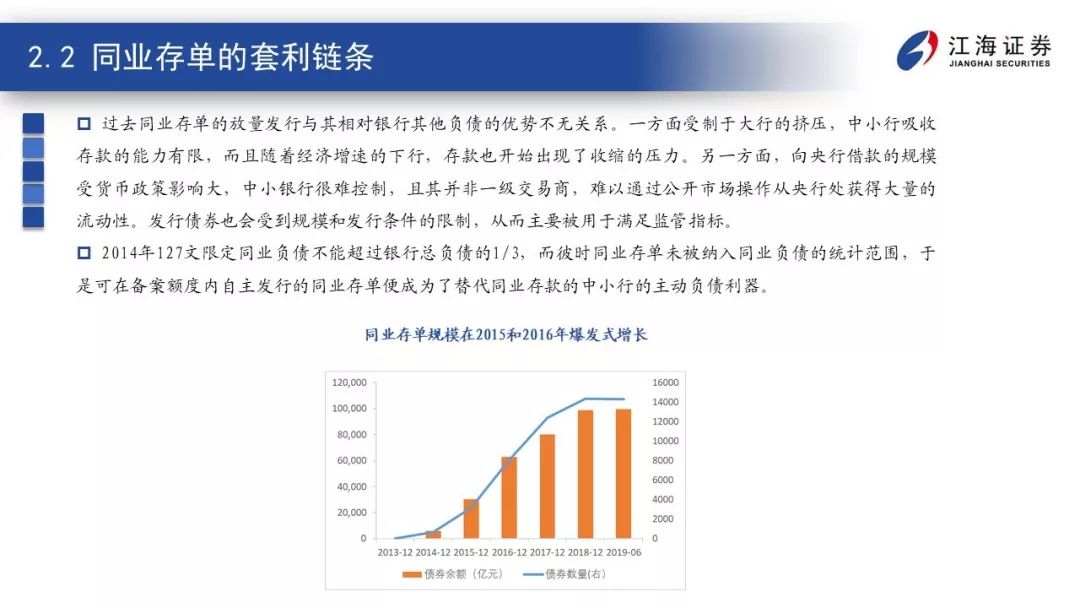 2.2 同业存单的套利链条
江海证券
JIANGHAI SECURITIES
过去同业存单的放量发行与其相对银行其他负债的优势不无关系。一方面受制于大行的挤压，中小行吸收
存款的能力有限，而且随着经济增速的下行，存款也开始出现了收缩的压力。另一方面，向央行借款的规模
受货币政策影响大，中小银行很难控制，且其并非一级交易商，难以通过公开市场操作从央行处获得大量的
流动性。发行债券也会受到规模和发行条件的限制，从而主要被用于满足监管指标。
2014年127文限定同业负债不能超过银行总负债的1/3，而彼时同业存单未被纳入同业负债的统计范围，于
是可在备案额度内自主发行的同业存单便成为了替代同业存款的中小行的主动负债利器。
同业存单规模在2015和2016年爆发式增长
120,000
100,000
80,000
60,000
40,000
20,000
0
16000
14000
12000
10000
8000
6000
4000
2000
0
2013-12 2014-12 2015-12 2016-12 2017-12 2018-12 2019-06
债券余额（亿元） 债券数量(右)